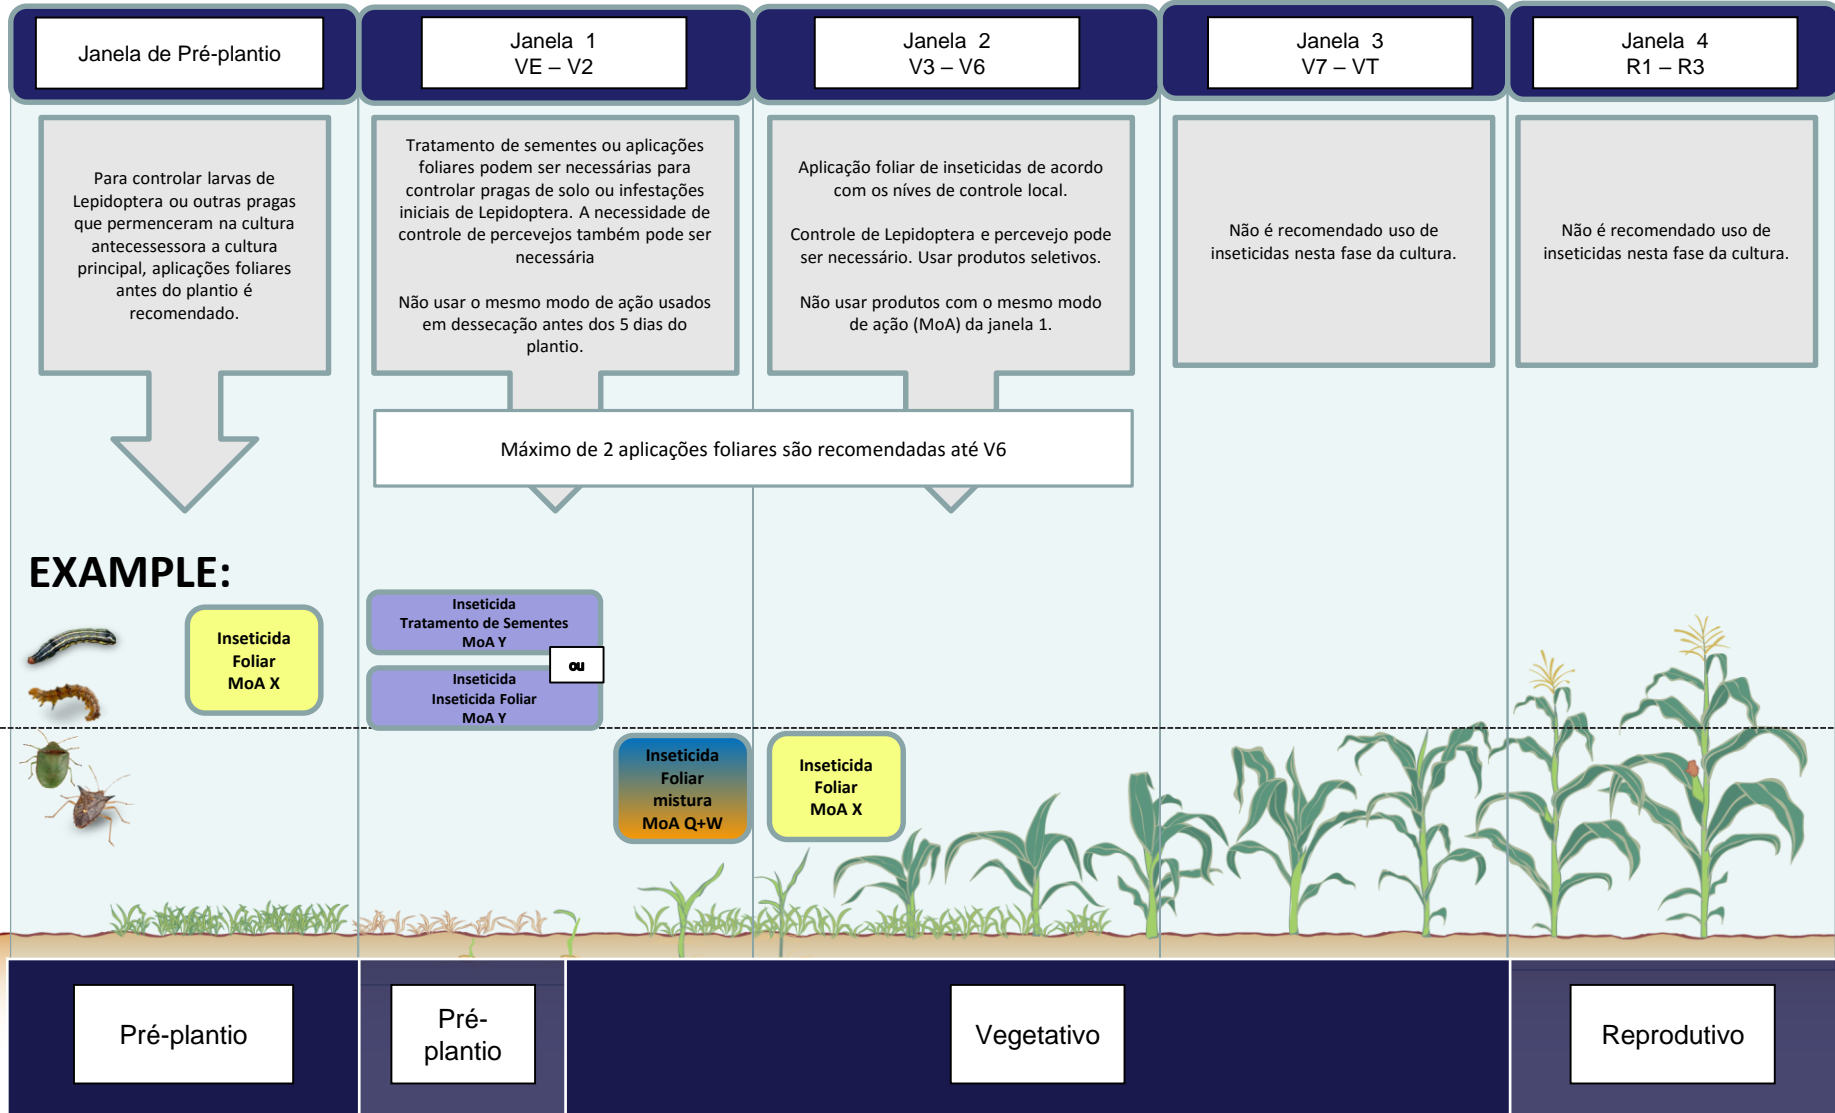 Janela de Pré-plantio
Janela 1
VE – V2
Janela 2
V3 – V6
Janela 3
V7 – VT
Janela 4
R1 – R3
Para controlar larvas de
Lepidoptera ou outras pragas
que permenceram na cultura
antecessessora a cultura
principal, aplicações foliares
antes do plantio é
recomendado.
Tratamento de sementes ou aplicações
foliares podem ser necessárias para
controlar pragas de solo ou infestações
iniciais de Lepidoptera. A necessidade de
controle de percevejos também pode ser
necessária
Não usar o mesmo modo de ação usados
em dessecação antes dos 5 dias do
plantio.
Aplicação foliar de inseticidas de acordo
com os níves de controle local.
Controle de Lepidoptera e percevejo pode
ser necessário. Usar produtos seletivos.
Não usar produtos com o mesmo modo
de ação (MoA) da janela 1.
Não é recomendado uso de
inseticidas nesta fase da cultura.
Não é recomendado uso de
inseticidas nesta fase da cultura.
Máximo de 2 aplicações foliares são recomendadas até V6
EXAMPLE:
Inseticida
Foliar
MoA X
Inseticida
Tratamento de Sementes
MoA Y
ou
Inseticida
Inseticida Foliar
MoA Y
Inseticida
Foliar
mistura
MoA Q+W
Inseticida
Foliar
MoA X
Pré-plantio
Pré-
plantio
Vegetativo
Reprodutivo